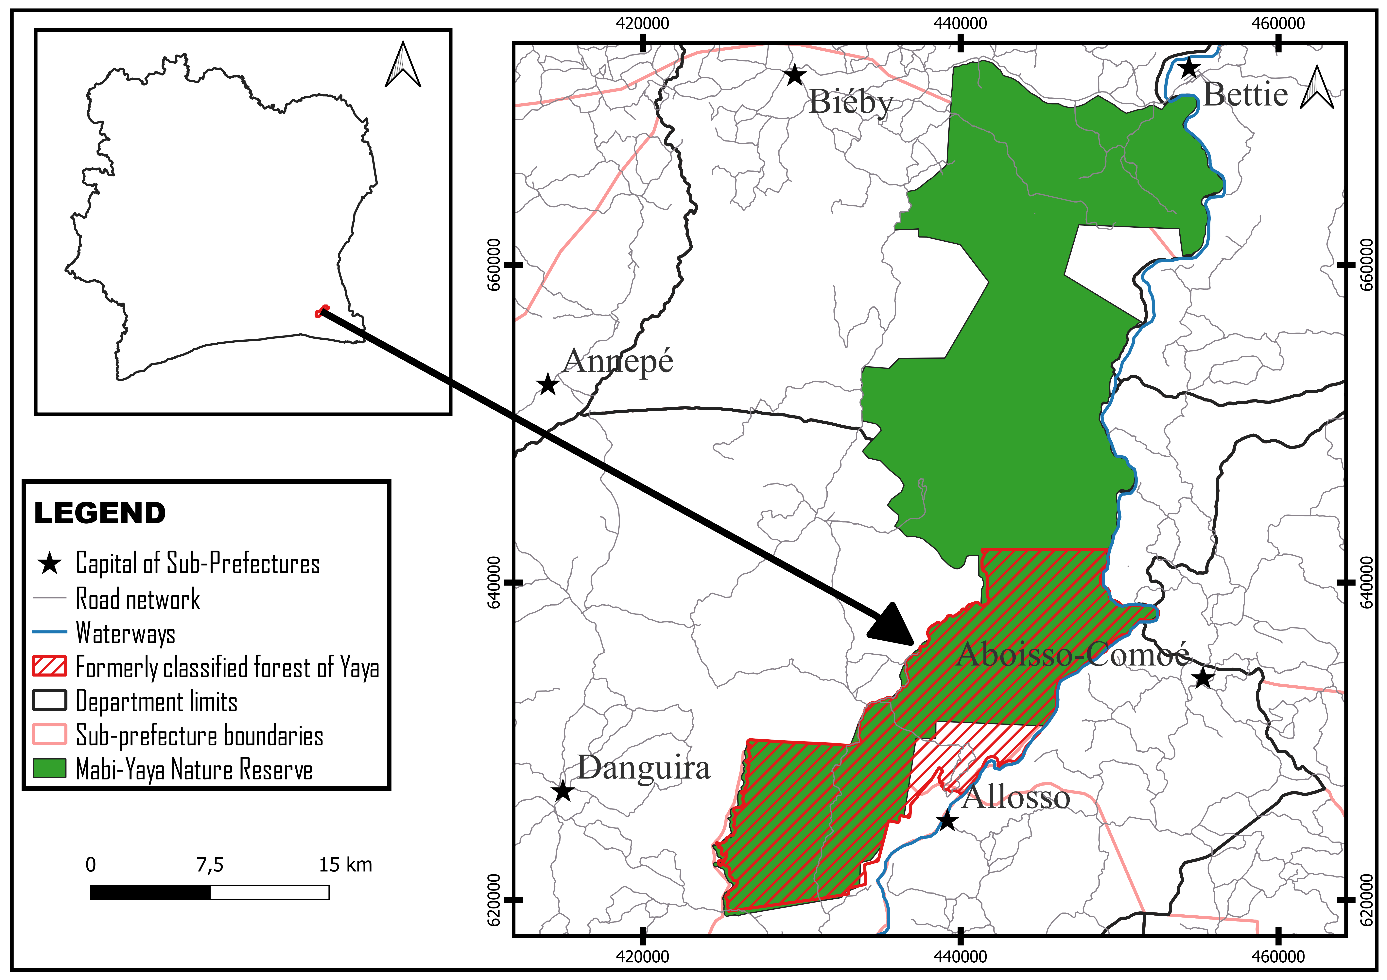 420000
440000
460000
Biéby
Bettie
660000
660000
Annepé
LEGEND
Capital of Sub-Prefectures
Road network
Waterways
Formerly classified forest of Yaya
Department limits
Sub-prefecture boundaries
Mabi-Yaya Nature Reserve
640000
640000
Aboisso-Comoé
Danguira
Allosso
0
7,5
15 km
620000
620000
420000
440000
460000